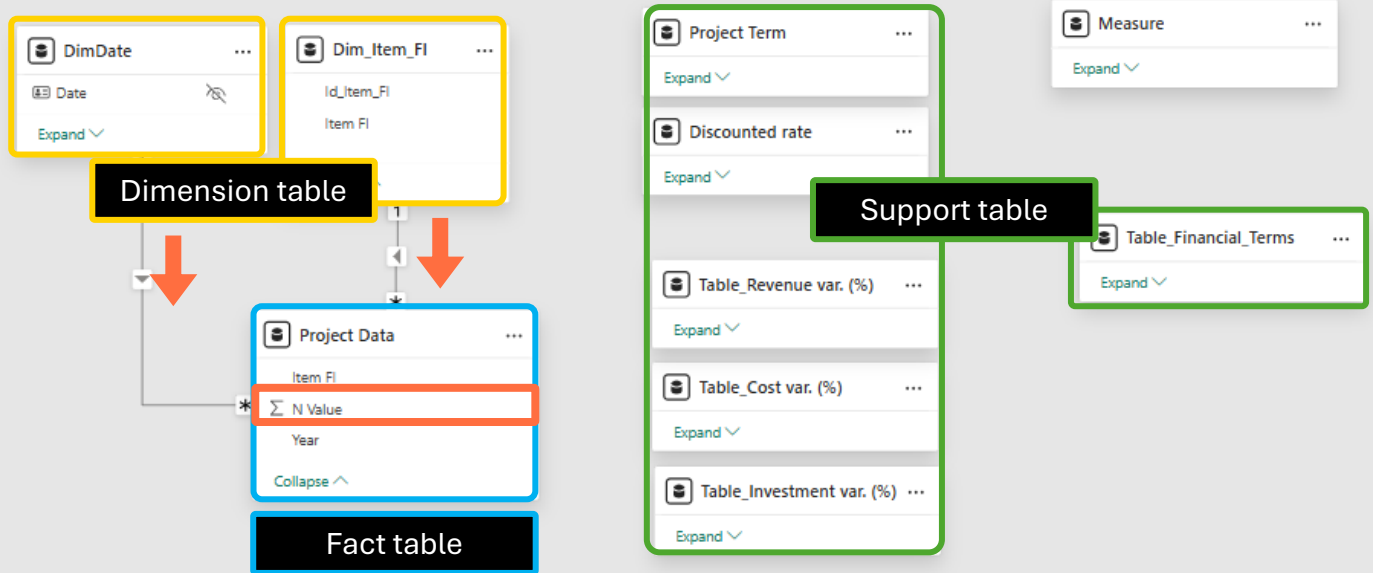 DimDate
Date
Expand
Dim_Item_FI
Id_Item_FI
Item FI
Dimension table
1
*
*
Project Data
Item FI
Σ N Value
Year
Collapse
Fact table
Project Term
Expand
Discounted rate
Expand
Support table
Table_Revenue var. (%)
Expand
Table_Cost var. (%)
Expand
Table_Investment var. (%)
Expand
Measure
Expand
Table_Financial_Terms
Expand